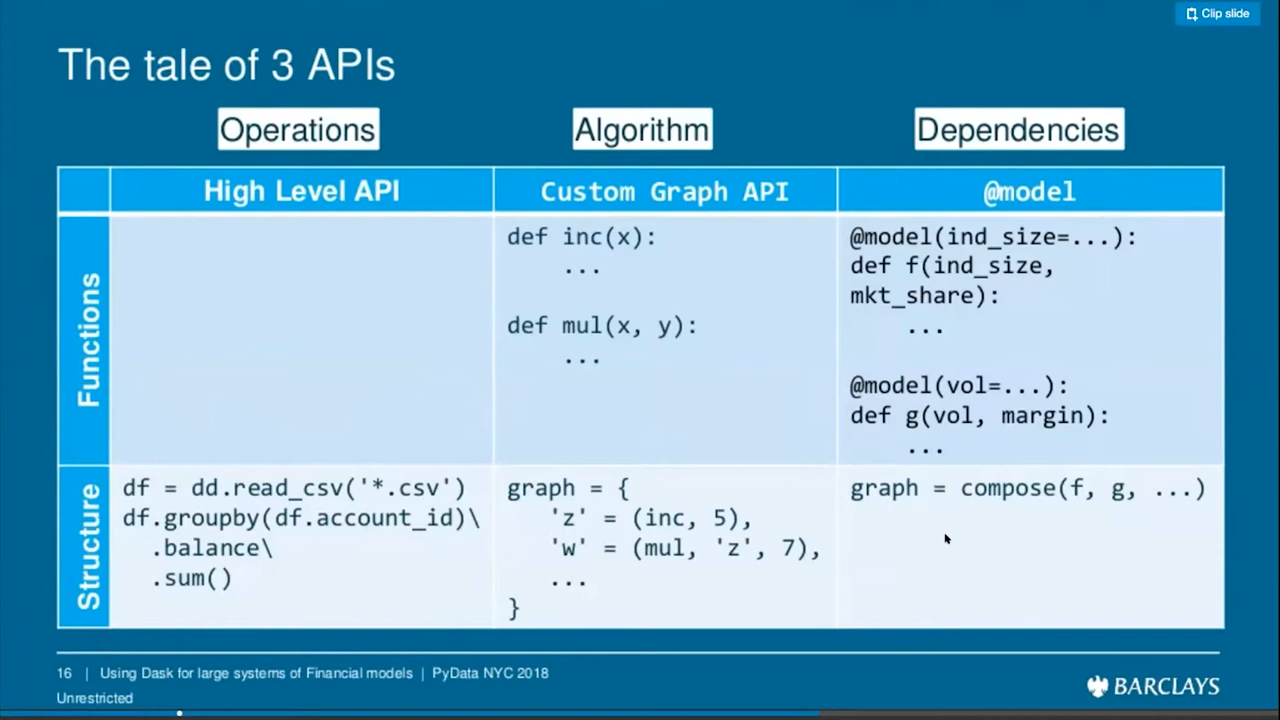 Clip slide
The tale of 3 APIs
Operations
Algorithm
Dependencies
High Level API
Custom Graph API
@model
Functions
def inc(x):
...
def mul(x, y):
...
@model(ind_size=...):
def f(ind_size,
mkt_share):
...
@model(vol=...):
def g(vol, margin):
...
Structure
df = dd.read_csv('*.csv')
df.groupby(df.account_id)\
.balance\
.sum()
graph = {
'z' = (inc, 5),
'w' = (mul, 'z', 7),
...
}
graph = compose(f, g, ...)
16 | Using Dask for large systems of Financial models | PyData NYC 2018
Unrestricted
BARCLAYS